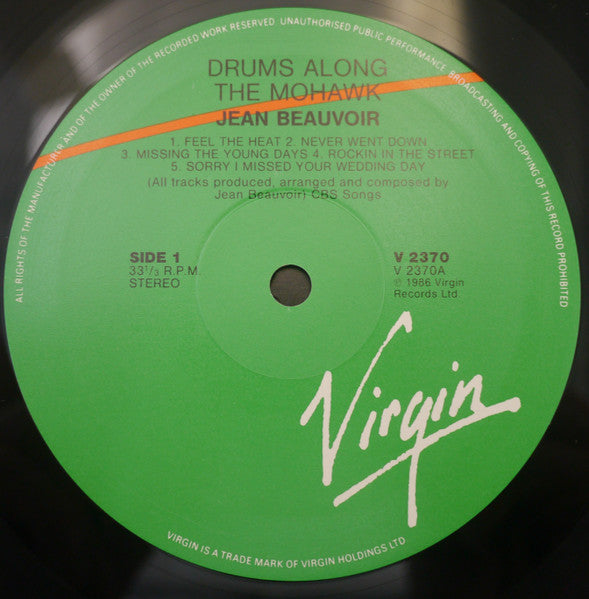 ALL RIGHTS OF THE MANUFACTURER AND OF THE OWNER OF THE RECORDED WORK RESERVED UNAUTHORISED PUBLIC PERFORMANCE BROADCASTING AND COPYING OF THIS RECORD PROHIBITED
DRUMS ALONG
THE MOHAWK
JEAN BEAUVOIR
1. FEEL THE HEAT 2. NEVER WENT DOWN
3. MISSING THE YOUNG DAYS 4. ROCKIN IN THE STREET
5. SORRY I MISSED YOUR WEDDING DAY
(All tracks produced, arranged and composed by
Jean Beauvoir) CBS Songs
SIDE 1
33⅓ R.P.M.
STEREO
V 2370
V 2370A
℗ 1986 Virgin
Records Ltd.
Virgin
VIRGIN IS A TRADE MARK OF VIRGIN HOLDINGS LTD